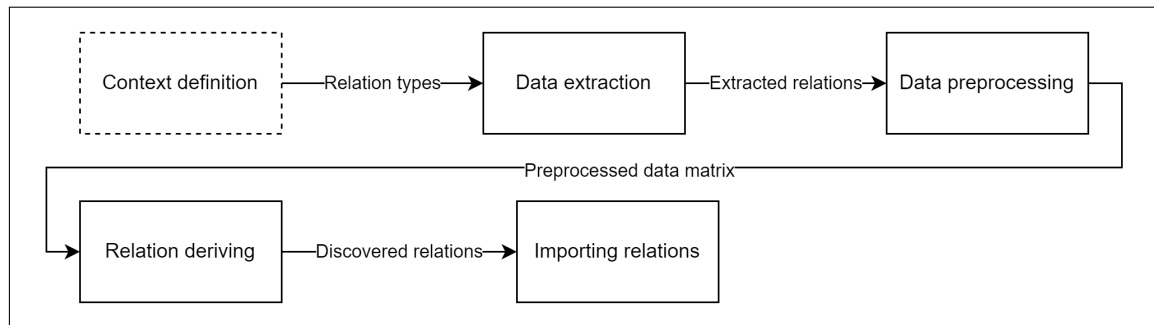 Context definition
Relation types
Data extraction
Extracted relations
Data preprocessing
Preprocessed data matrix
Relation deriving
Discovered relations
Importing relations